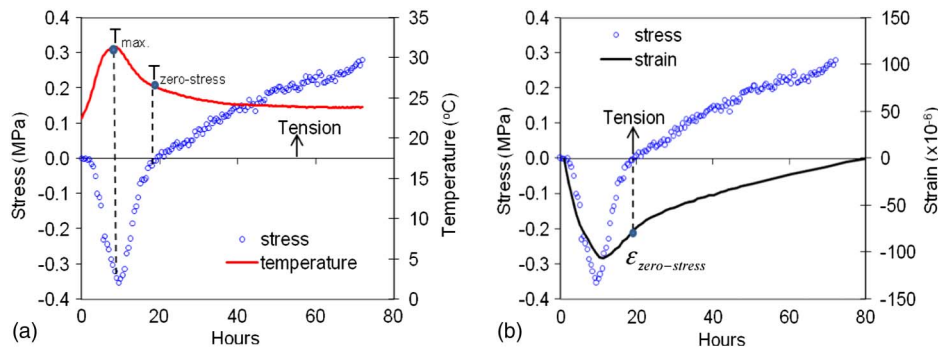 0.4
0.3
0.2
0.1
0.0
-0.1
-0.2
-0.3
-0.4
Stress (MPa)
35
30
25
20
15
10
5
0
Temperature (°C)
T max.
T zero-stress
Tension
stress
temperature
0 20 40 60 80
Hours
(a)
0.4
0.3
0.2
0.1
0.0
-0.1
-0.2
-0.3
-0.4
Stress (MPa)
150
100
50
0
-50
-100
-150
Strain (x10-6)
stress
strain
Tension
εzero−stress
0 20 40 60 80
Hours
(b)